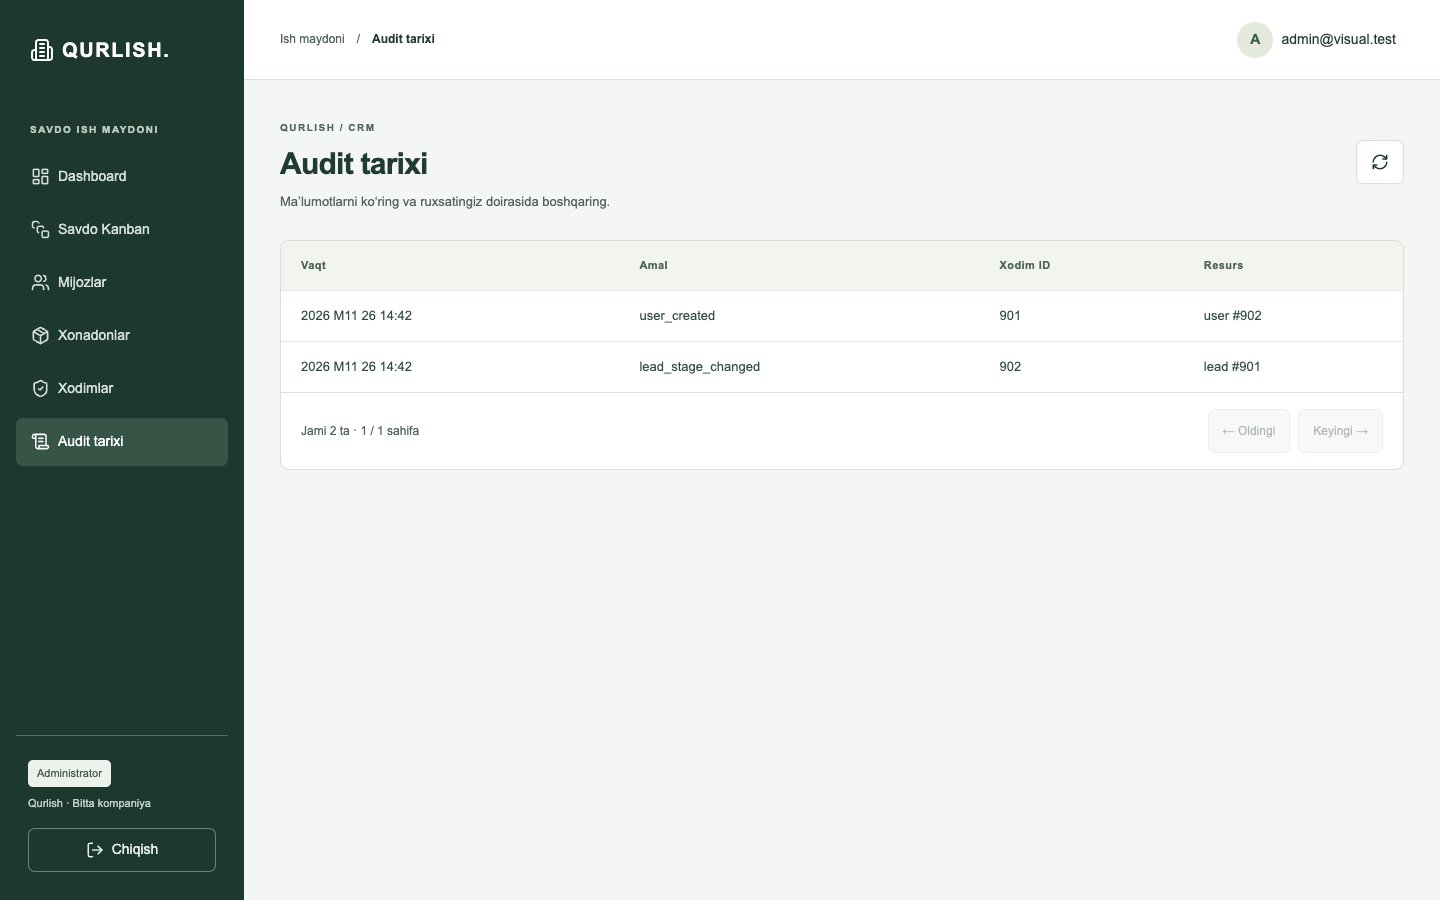 QURLISH.
SAVDO ISH MAYDONI
Dashboard
Savdo Kanban
Mijozlar
Xonadonlar
Xodimlar
Audit tarixi
Administrator
Qurlish · Bitta kompaniya
Chiqish
Ish maydoni / Audit tarixi
A admin@visual.test
QURLISH / CRM
Audit tarixi
Ma’lumotlarni ko‘ring va ruxsatingiz doirasida boshqaring.
Vaqt Amal Xodim ID Resurs
2026 M11 26 14:42 user_created 901 user #902
2026 M11 26 14:42 lead_stage_changed 902 lead #901
Jami 2 ta · 1 / 1 sahifa ← Oldingi Keyingi →